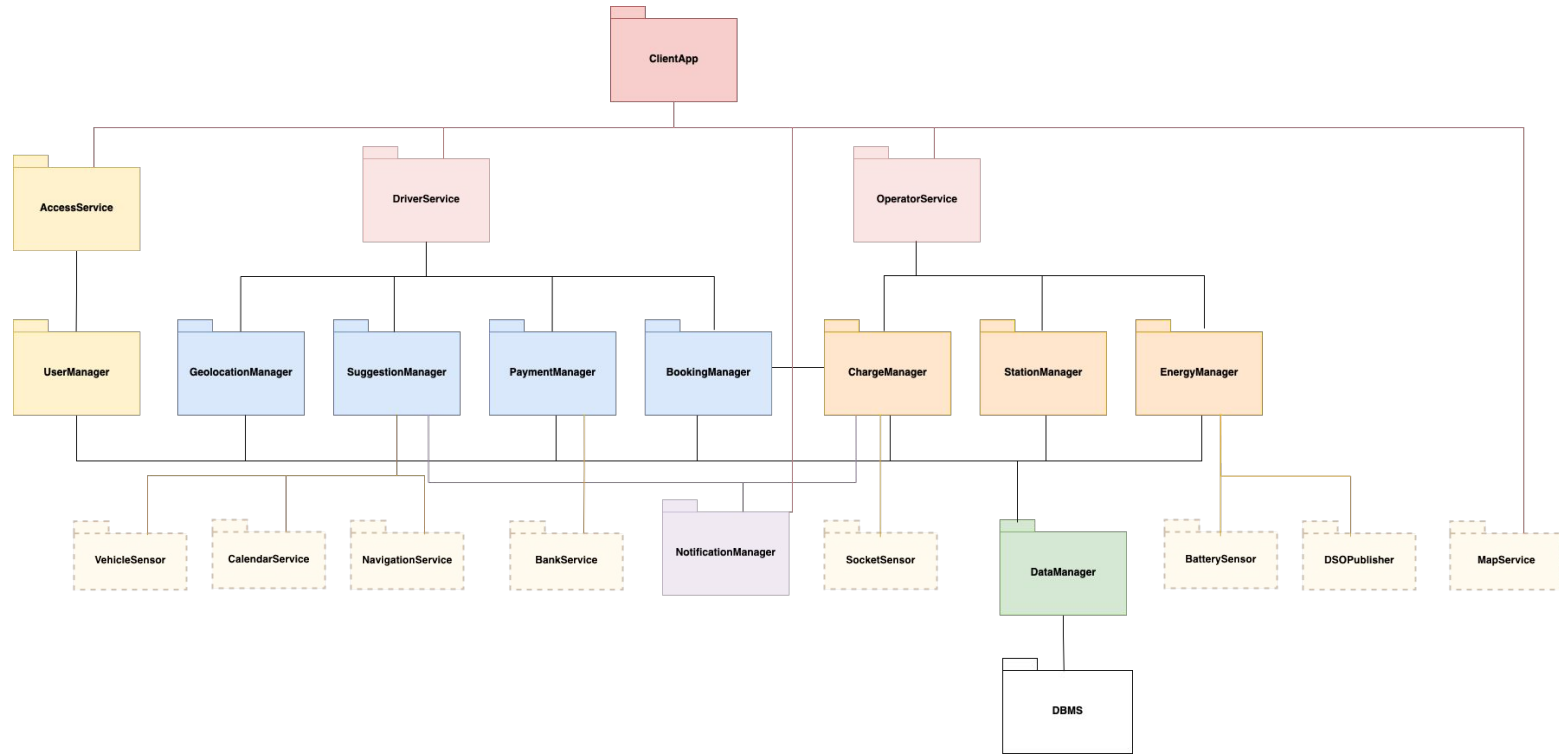 ClientApp
AccessService
DriverService
OperatorService
UserManager
GeolocationManager
SuggestionManager
PaymentManager
BookingManager
ChargeManager
StationManager
EnergyManager
VehicleSensor
CalendarService
NavigationService
BankService
NotificationManager
SocketSensor
DataManager
BatterySensor
DSOPublisher
MapService
DBMS